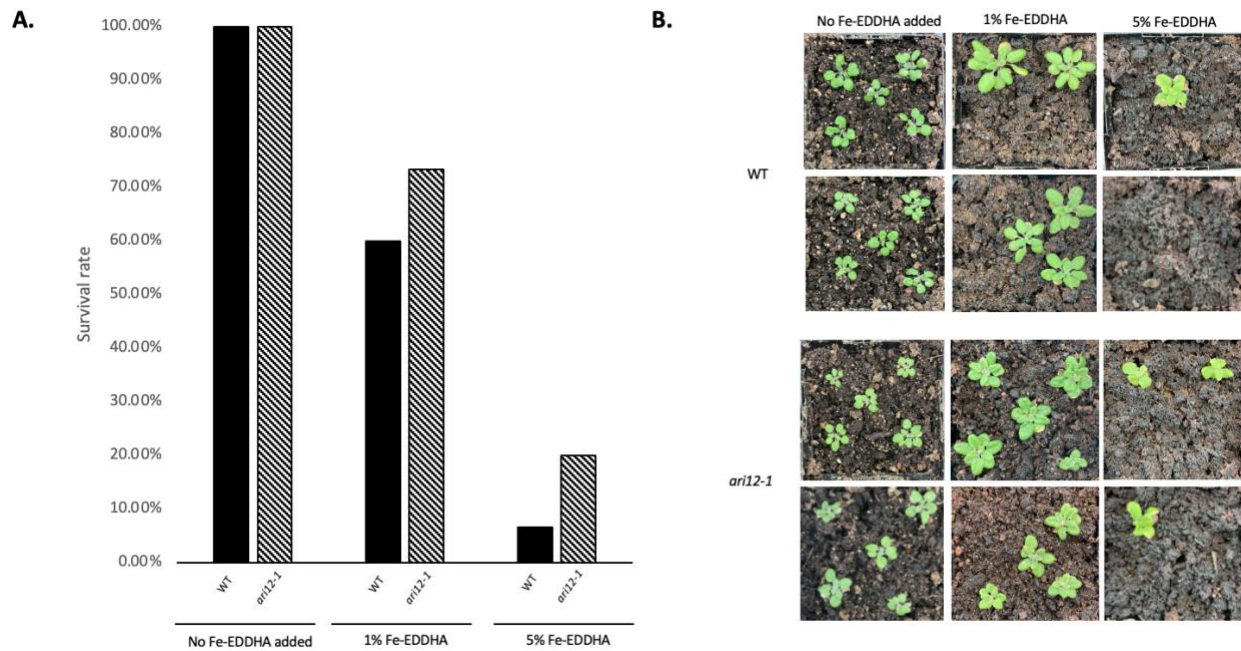 A.
100.00%
90.00%
80.00%
70.00%
60.00%
50.00%
40.00%
30.00%
20.00%
10.00%
0.00%
Survival rate
WT
ari12-1
WT
ari12-1
WT
ari12-1
No Fe-EDDHA added
1% Fe-EDDHA
5% Fe-EDDHA
B.
No Fe-EDDHA added
1% Fe-EDDHA
5% Fe-EDDHA
WT
ari12-1